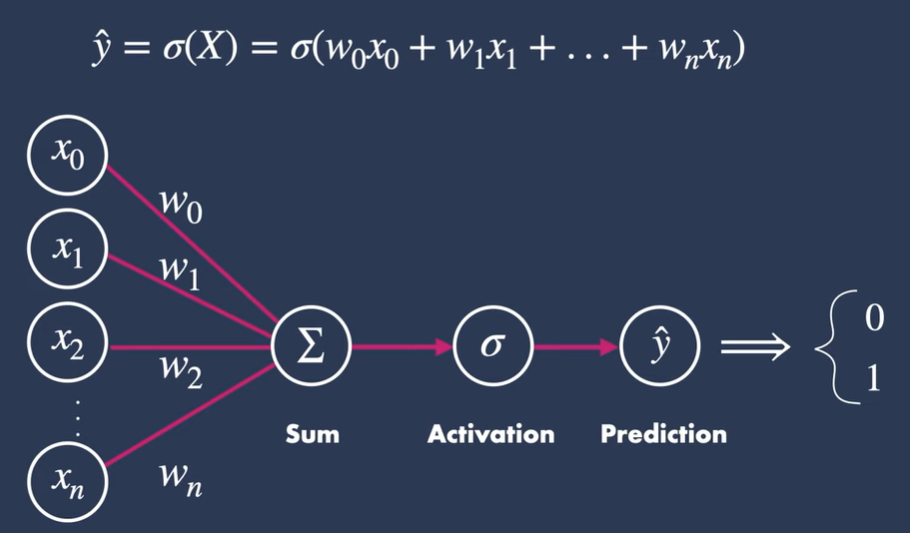 ŷ = σ(X) = σ(w₀x₀ + w₁x₁ + . . . + wₙxₙ)
x₀
w₀
x₁
w₁
x₂
w₂
⋮
xₙ
wₙ
Σ
σ
ŷ
⟹
{ 0
1
Sum
Activation
Prediction